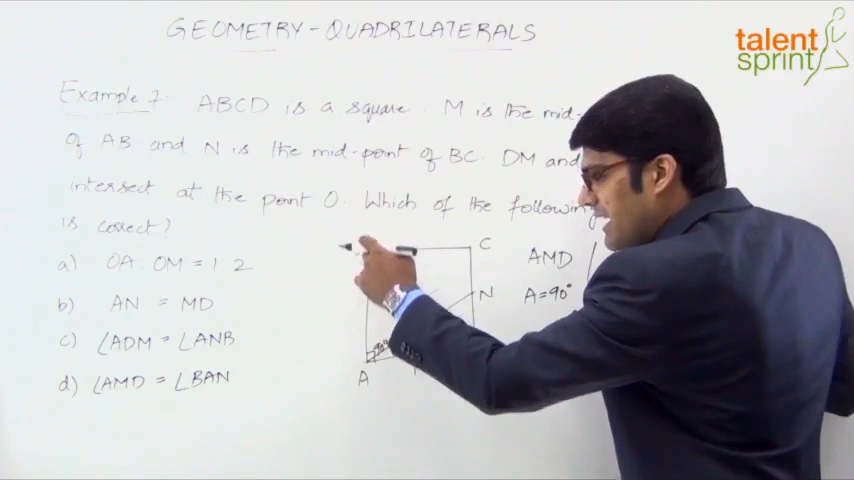 GEOMETRY - QUADRILATERALS
talent
sprint
Example 7: ABCD is a square. M is the mid-
of AB and N is the mid-point of BC. DM and
intersect at the point O. Which of the following
is correct?
a) OA : OM = 1 : 2
b) AN = MD
c) ∠ADM = ∠ANB
d) ∠AMD = ∠BAN
C
N
A
AMD
A = 90°